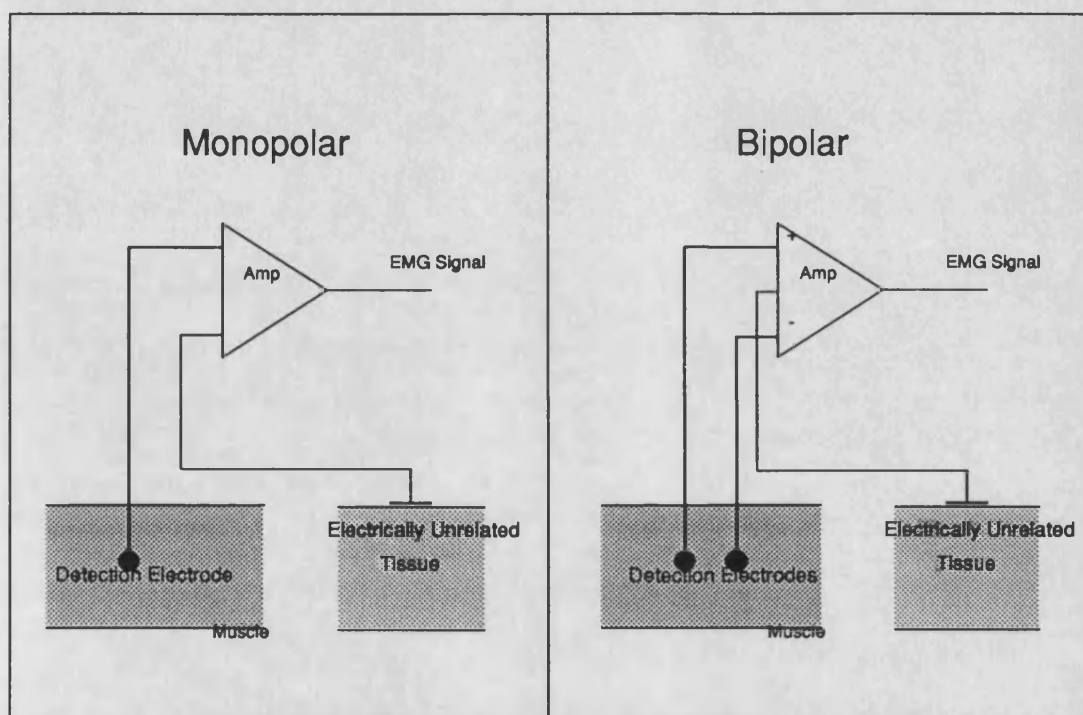 Monopolar
Amp
EMG Signal
Electrically Unrelated
Tissue
Detection Electrode
Muscle
Bipolar
+
Amp
EMG Signal
-
Electrically Unrelated
Tissue
Detection Electrodes
Muscle